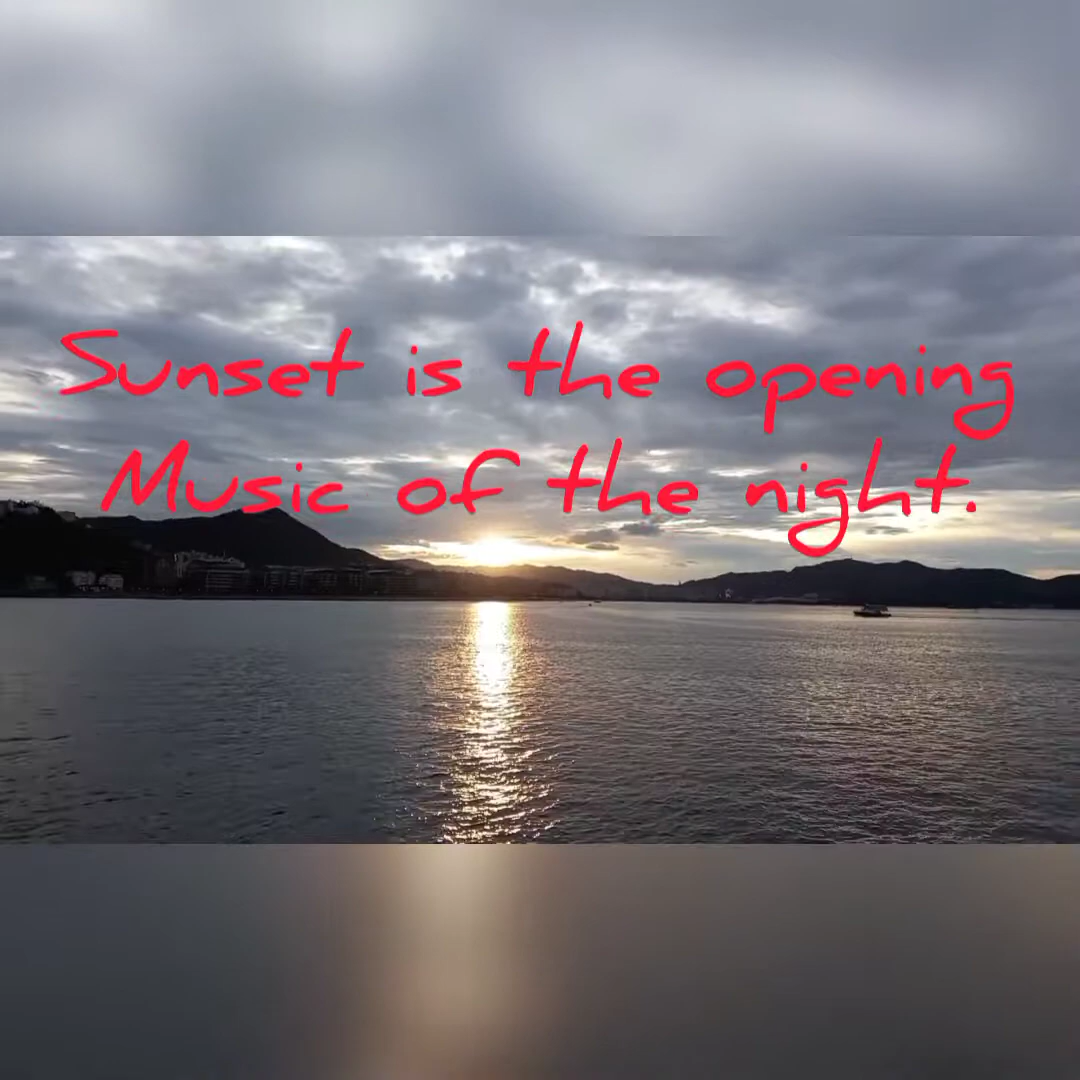 Sunset is the opening
Music of the night.